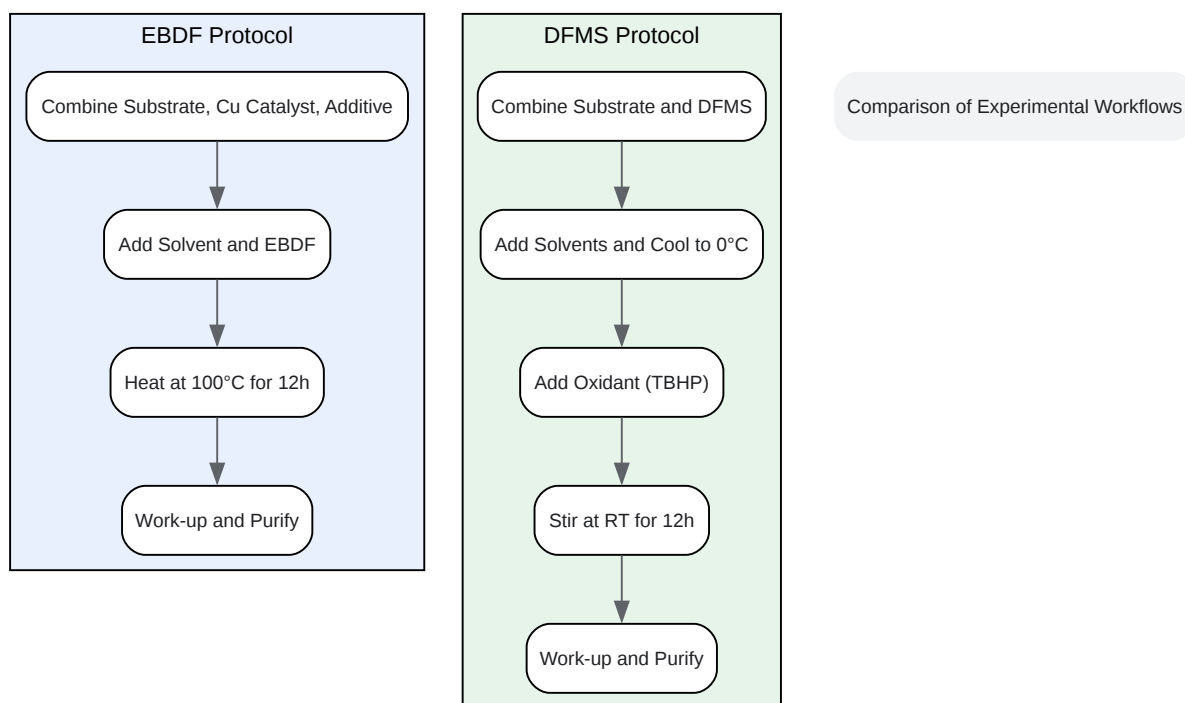 EBDF Protocol
Combine Substrate, Cu Catalyst, Additive
Add Solvent and EBDF
Heat at 100°C for 12h
Work-up and Purify
DFMS Protocol
Combine Substrate and DFMS
Add Solvents and Cool to 0°C
Add Oxidant (TBHP)
Stir at RT for 12h
Work-up and Purify
Comparison of Experimental Workflows